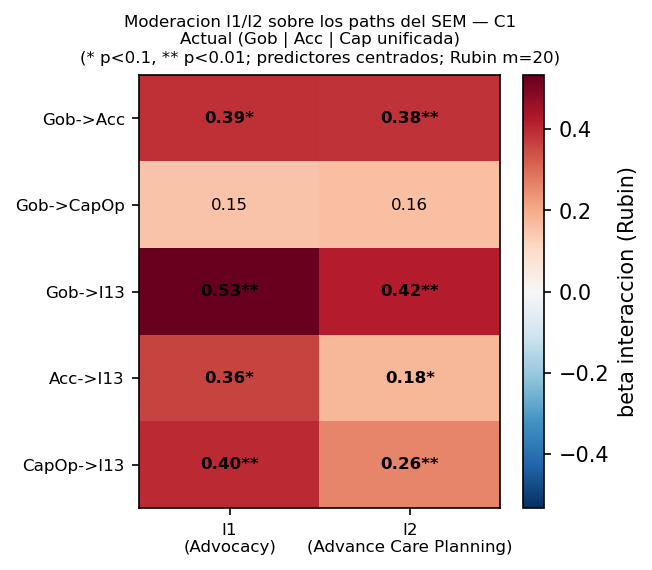 Moderacion I1/I2 sobre los paths del SEM — C1
Actual (Gob | Acc | Cap unificada)
(* p<0.1, ** p<0.01; predictores centrados; Rubin m=20)
Gob->Acc 0.39* 0.38**
Gob->CapOp 0.15 0.16
Gob->I13 0.53** 0.42**
Acc->I13 0.36* 0.18*
CapOp->I13 0.40** 0.26**
I1 I2
(Advocacy) (Advance Care Planning)
0.4
0.2
0.0
−0.2
−0.4
beta interaccion (Rubin)